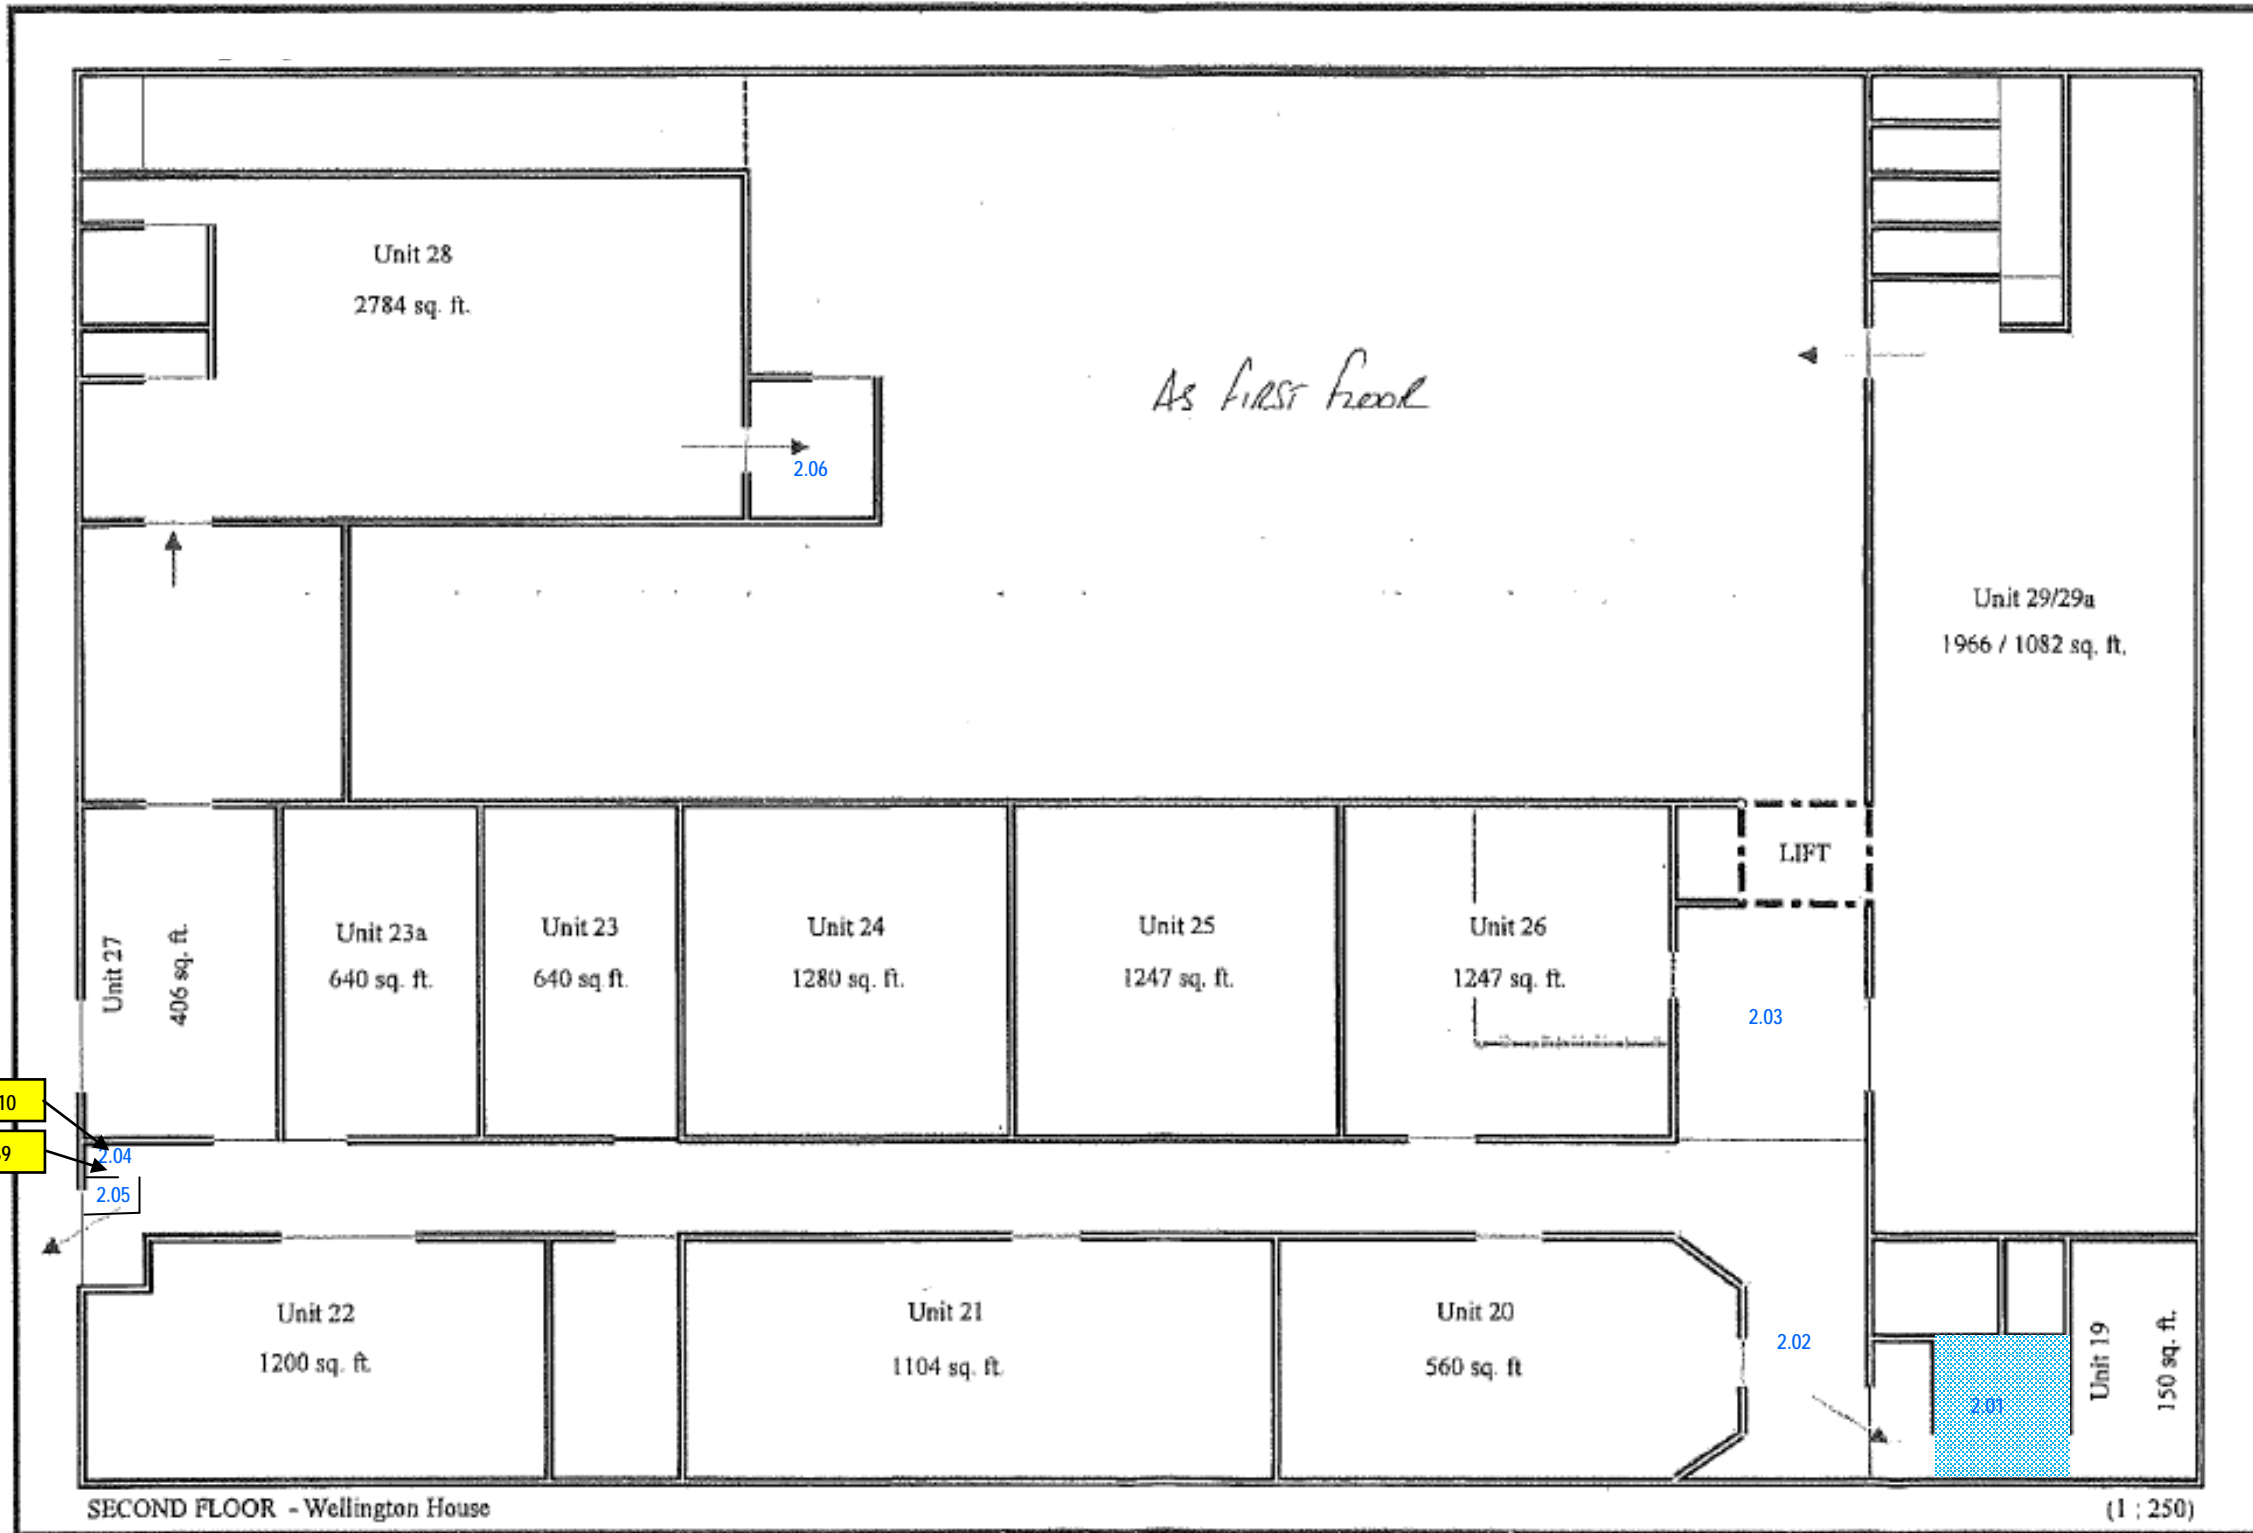 Unit 28
2784 sq. ft.
As FIRST FLOOR
2.06
Unit 29/29a
1966 / 1082 sq. ft.
LIFT
Unit 27
406 sq. ft.
Unit 23a
640 sq. ft.
Unit 23
640 sq ft.
Unit 24
1280 sq. ft.
Unit 25
1247 sq. ft.
Unit 26
1247 sq. ft.
2.03
10
9
2.04
2.05
Unit 22
1200 sq. ft.
Unit 21
1104 sq. ft.
Unit 20
560 sq. ft
2.02
2.01
Unit 19
150 sq. ft.
SECOND FLOOR - Wellington House
(1 : 250)